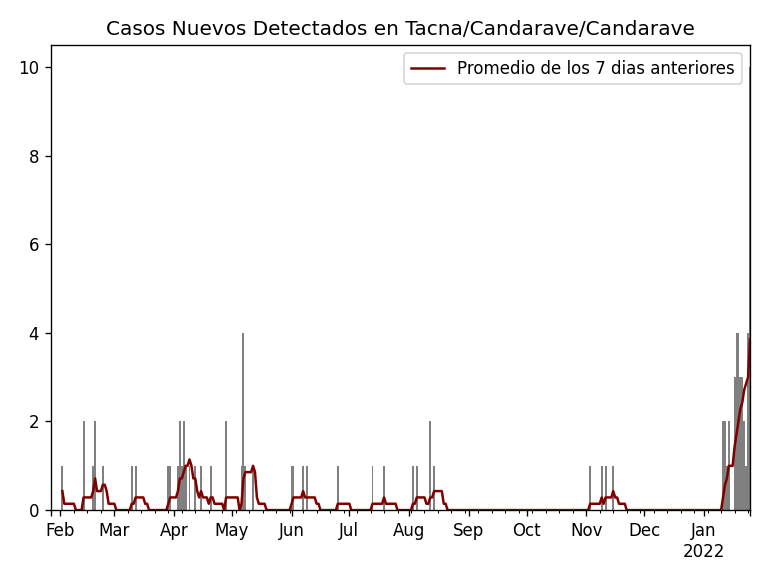 Casos Nuevos Detectados en Tacna/Candarave/Candarave
Promedio de los 7 dias anteriores
10
8
6
4
2
0
Feb Mar Apr May Jun Jul Aug Sep Oct Nov Dec Jan
2022